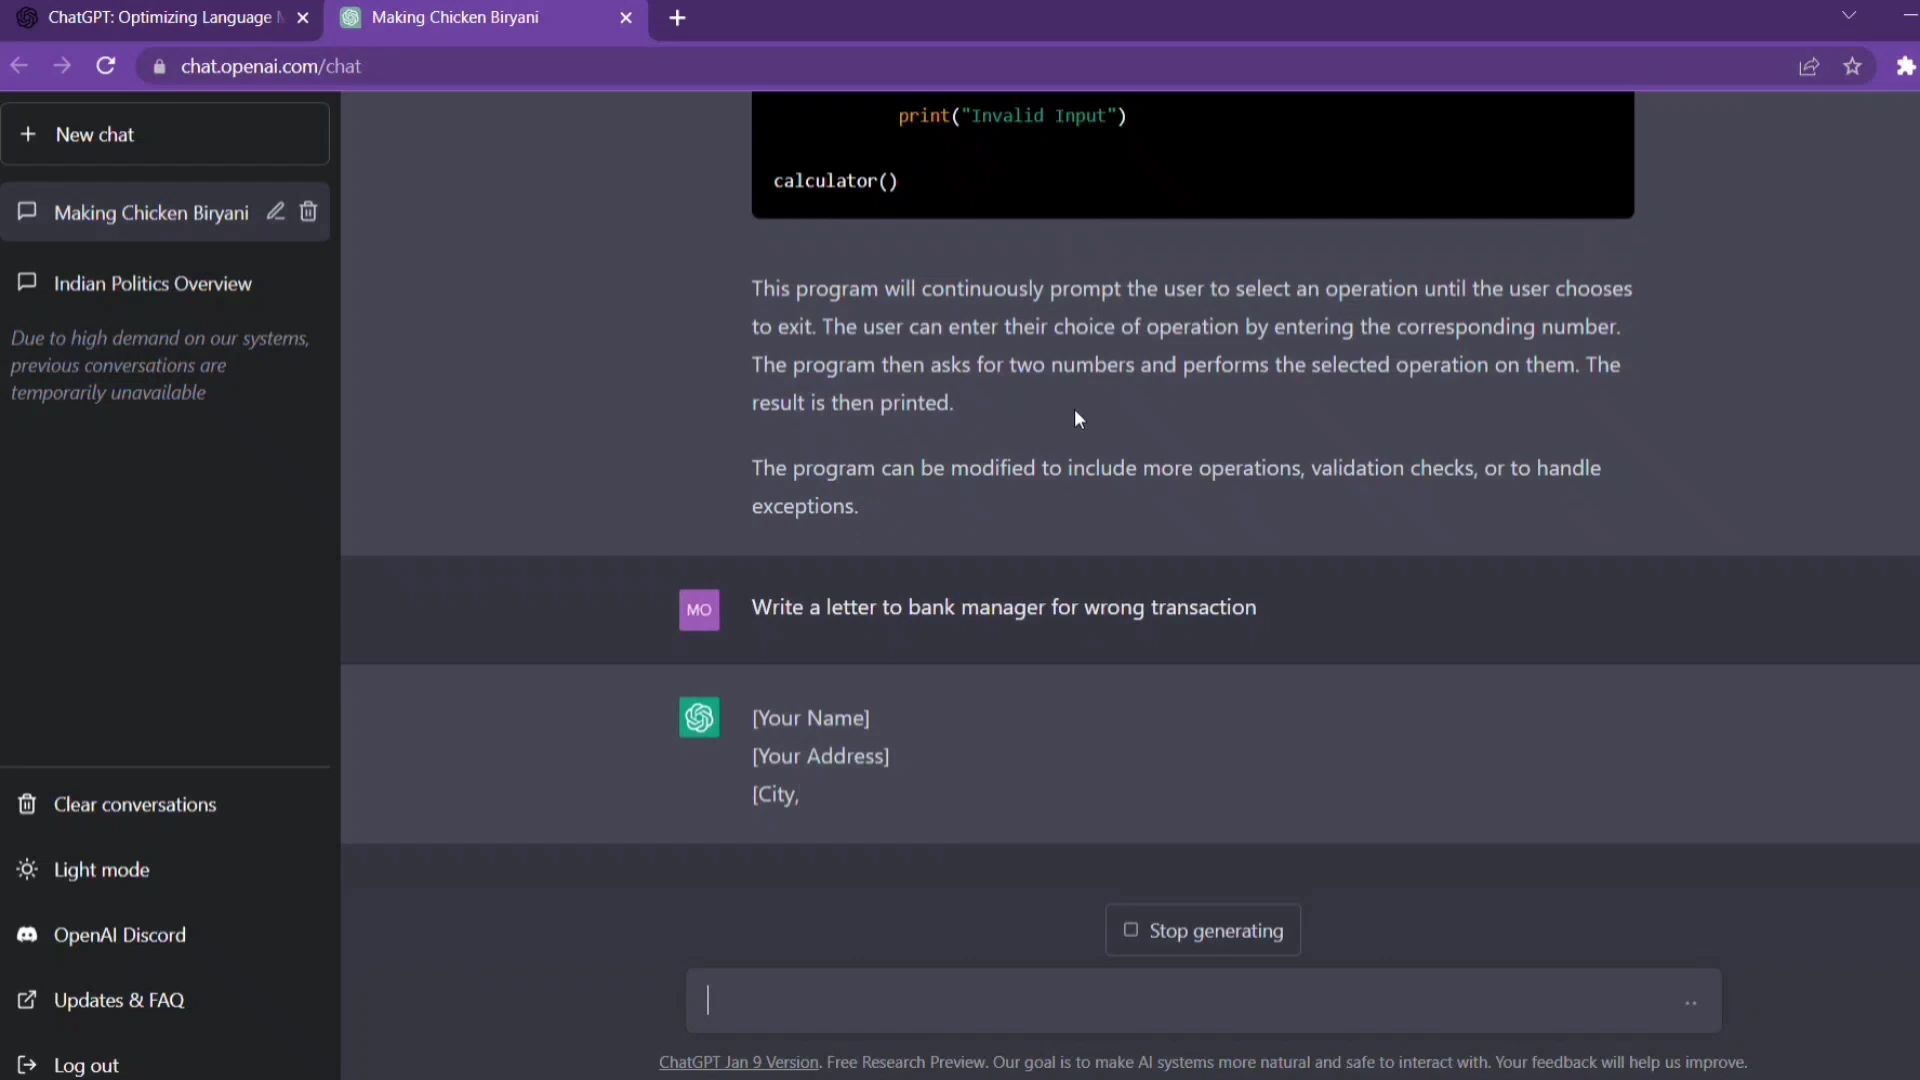 ChatGPT: Optimizing Language
Making Chicken Biryani
chat.openai.com/chat
New chat
Making Chicken Biryani
Indian Politics Overview
Due to high demand on our systems,
previous conversations are
temporarily unavailable
Clear conversations
Light mode
OpenAI Discord
Updates & FAQ
Log out
print("Invalid Input")
calculator()
This program will continuously prompt the user to select an operation until the user chooses
to exit. The user can enter their choice of operation by entering the corresponding number.
The program then asks for two numbers and performs the selected operation on them. The
result is then printed.
The program can be modified to include more operations, validation checks, or to handle
exceptions.
MO
Write a letter to bank manager for wrong transaction
[Your Name]
[Your Address]
[City,
Stop generating
ChatGPT Jan 9 Version. Free Research Preview. Our goal is to make AI systems more natural and safe to interact with. Your feedback will help us improve.